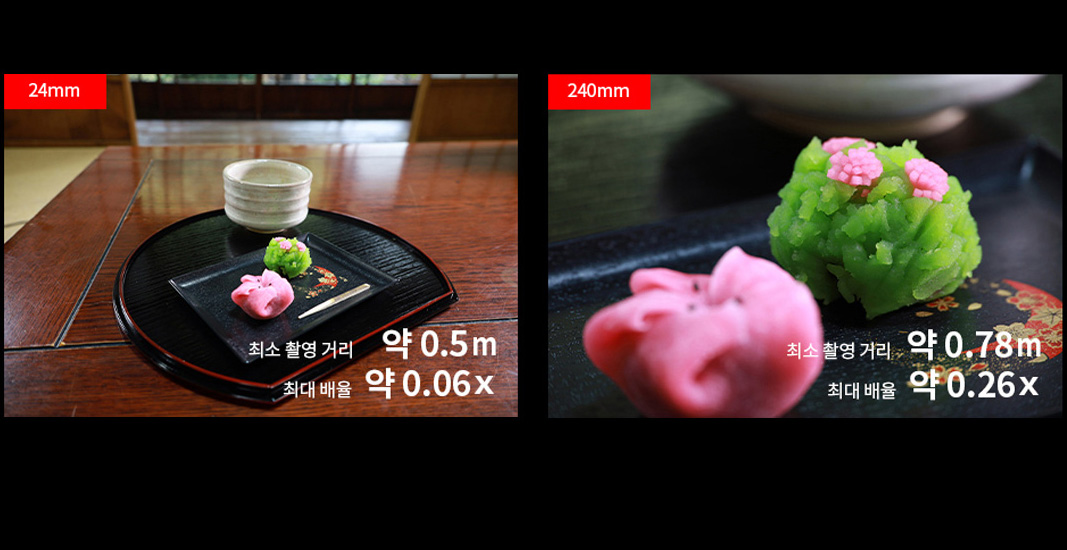 24mm
최소 촬영 거리 약 0.5m
최대 배율 약 0.06x
240mm
최소 촬영 거리 약 0.78m
최대 배율 약 0.26x